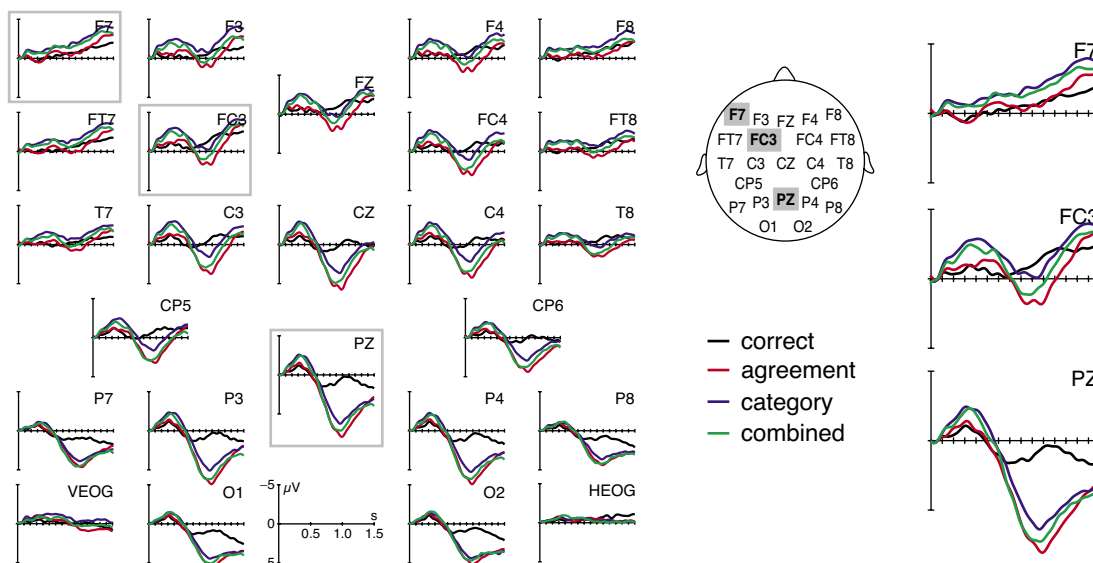 F7 F3 F4 F8
FZ
FT7 FC3 FC4 FT8
T7 C3 CZ C4 T8
CP5 CP6
PZ
P7 P3 P4 P8
VEOG O1 O2 HEOG
−5 µV
0
5
s
0.5 1.0 1.5
F7 F3 FZ F4 F8
FT7 FC3 FC4 FT8
T7 C3 CZ C4 T8
CP5 CP6
P7 P3 PZ P4 P8
O1 O2
correct
agreement
category
combined
F7
FC3
PZ